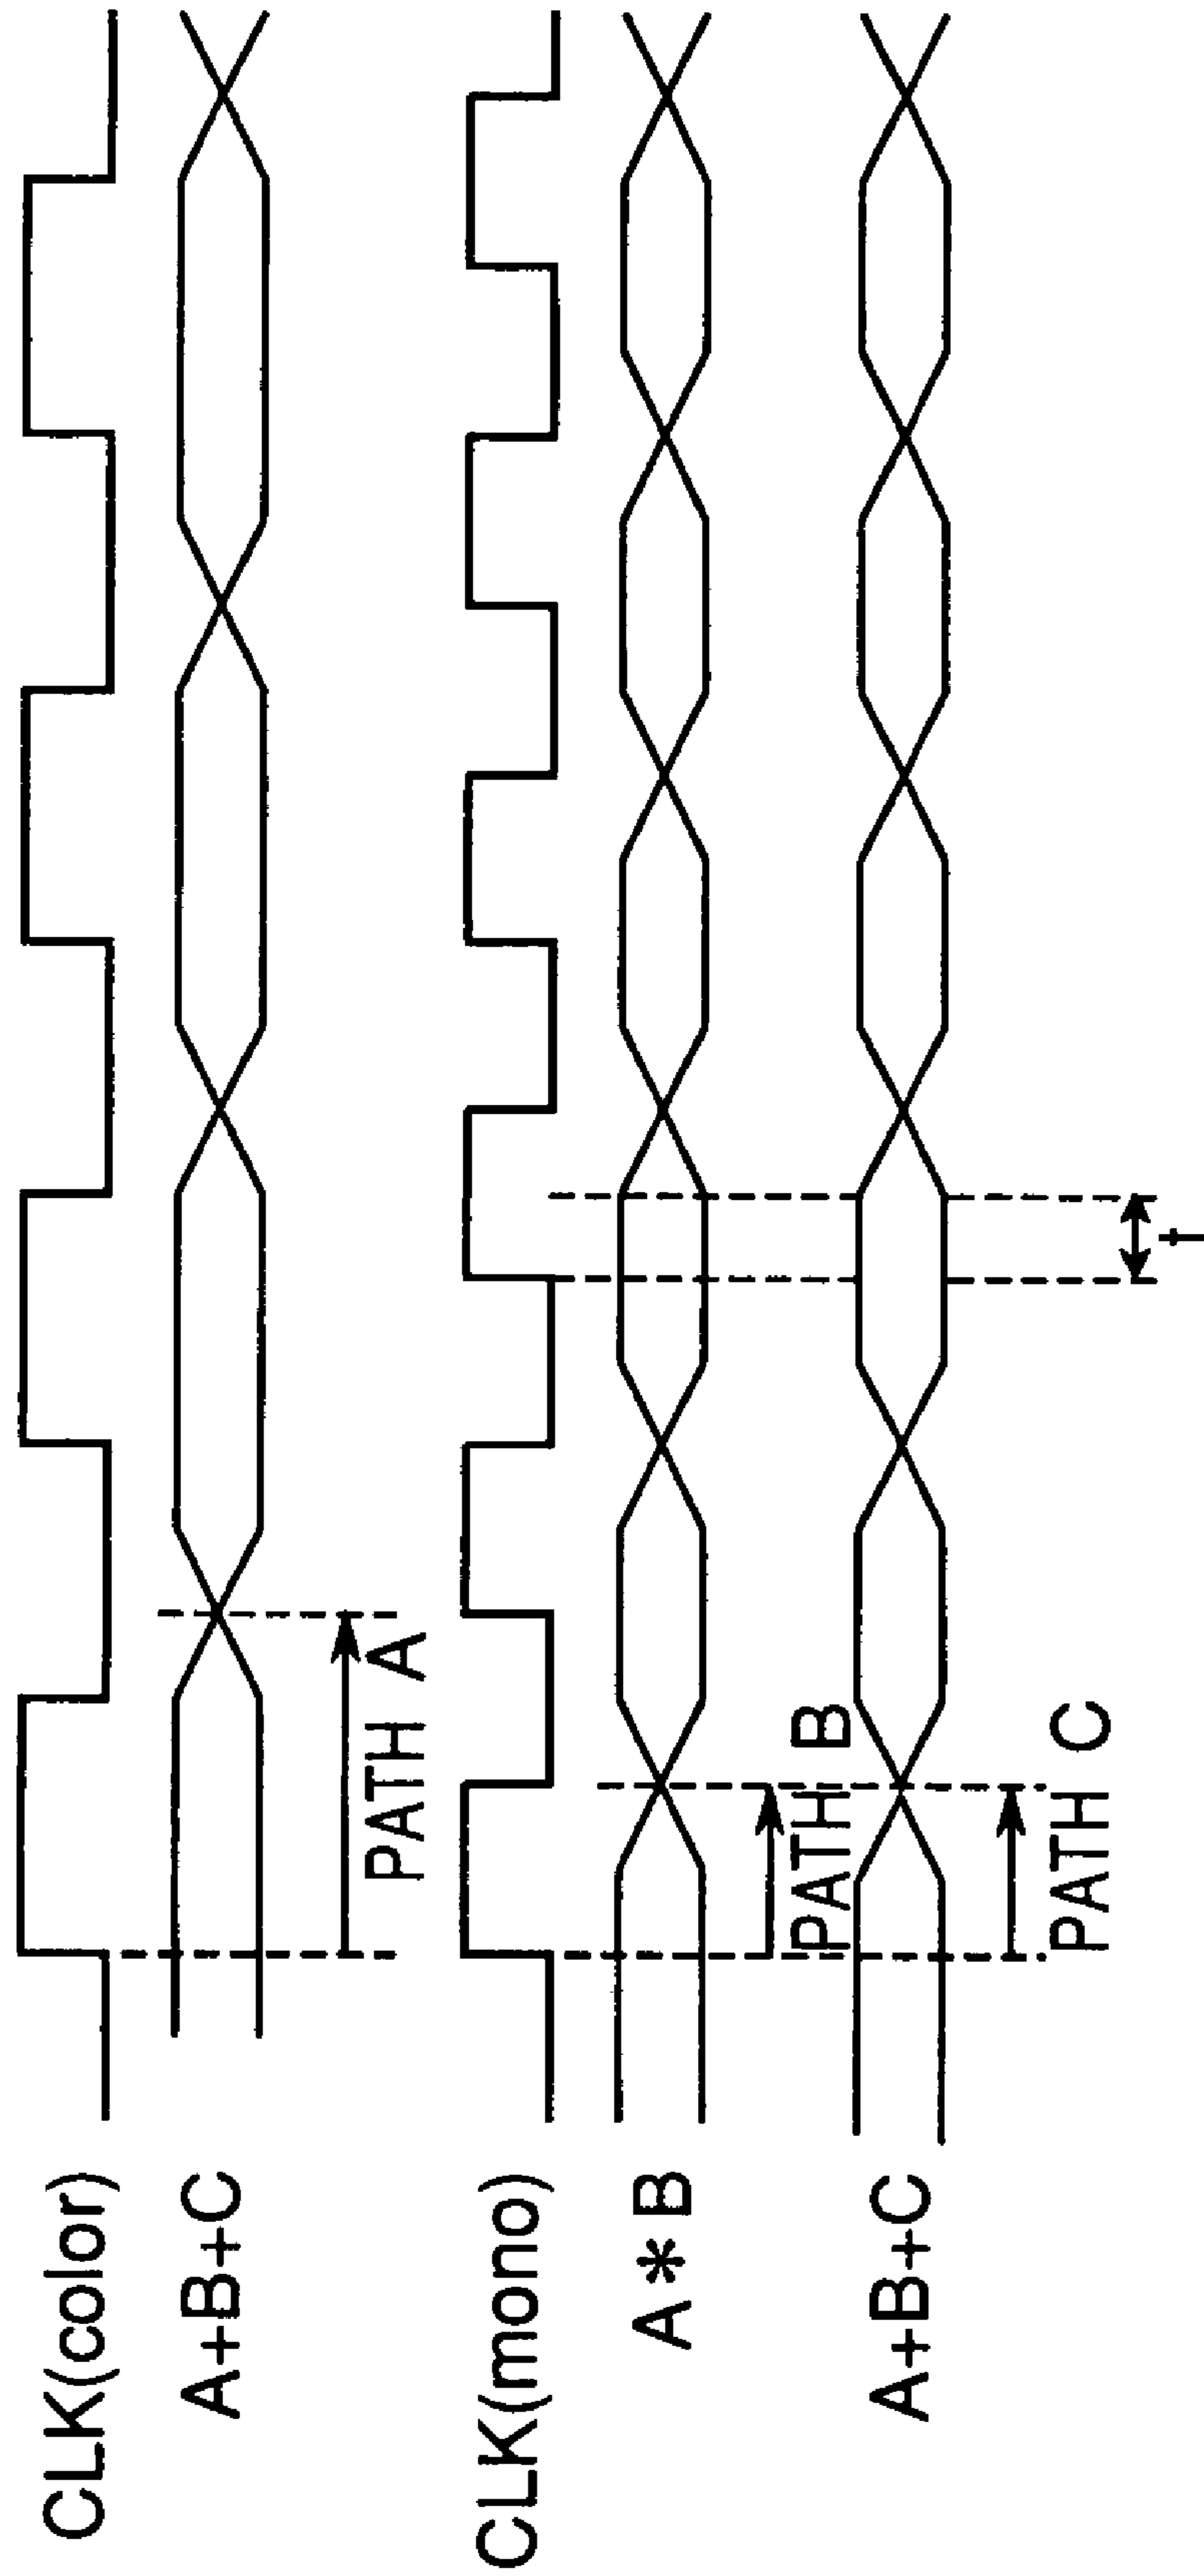 CLK(color)
A+B+C
PATH A
CLK(mono)
A*B
PATH B
A+B+C
PATH C
t